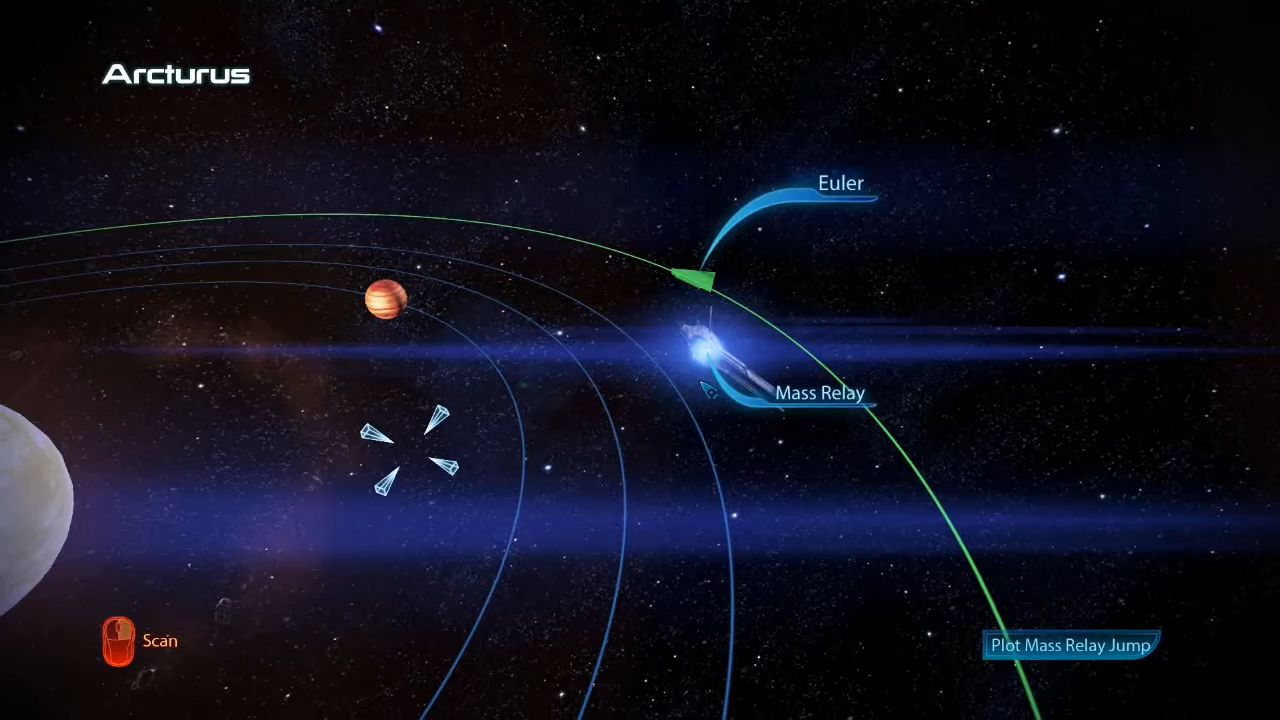 Arcturus
Euler
Mass Relay
Scan
Plot Mass Relay Jump